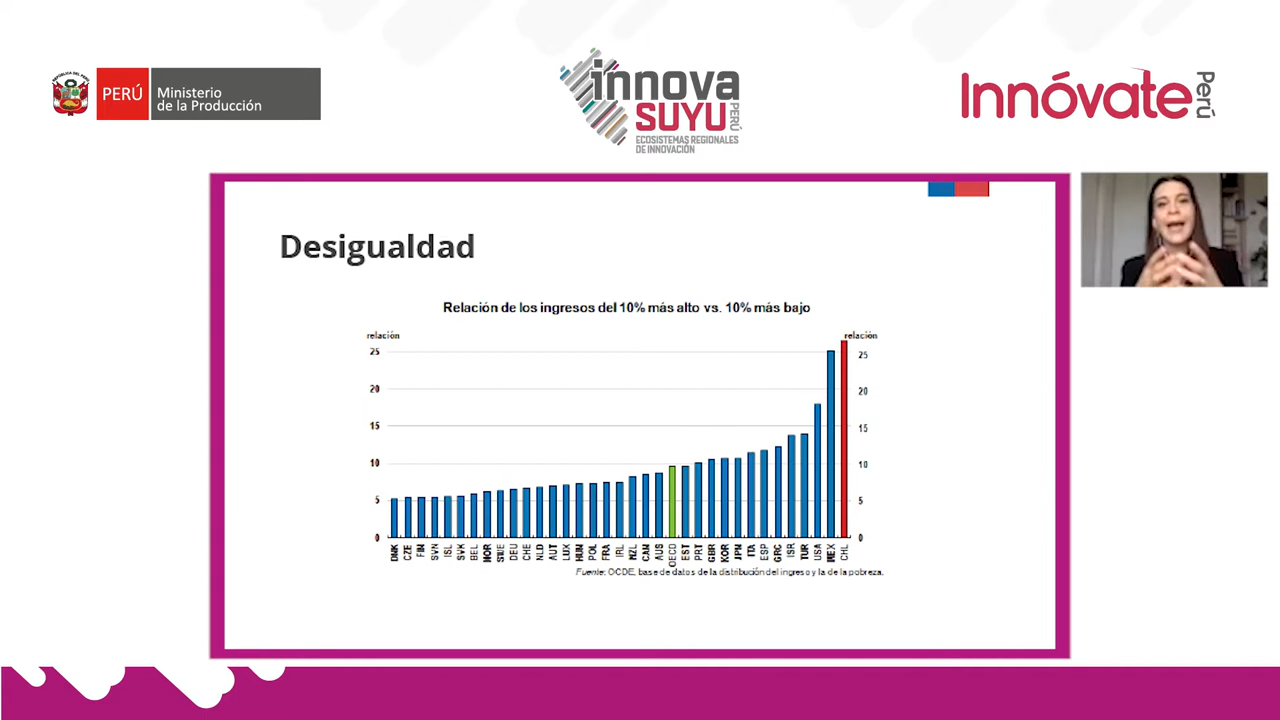 REPÚBLICA DEL PERÚ
PERÚ
Ministerio
de la Producción
innova
SUYU
PERÚ
ECOSISTEMAS REGIONALES
DE INNOVACIÓN
Innóvate
Perú
Desigualdad
Relación de los ingresos del 10% más alto vs. 10% más bajo
relación
relación
25
20
15
10
5
0
25
20
15
10
5
0
DNK CZE FIN SVN ISL SVK BEL NOR SWE DEU CHE NLD AUT LUX HUN POL FRA IRL NZL CAN AUS OECD EST PRT GBR KOR JPN ITA ESP GRC ISR TUR USA MEX CHL
Fuente: OCDE, base de datos de la distribución del ingreso y la de la pobreza.